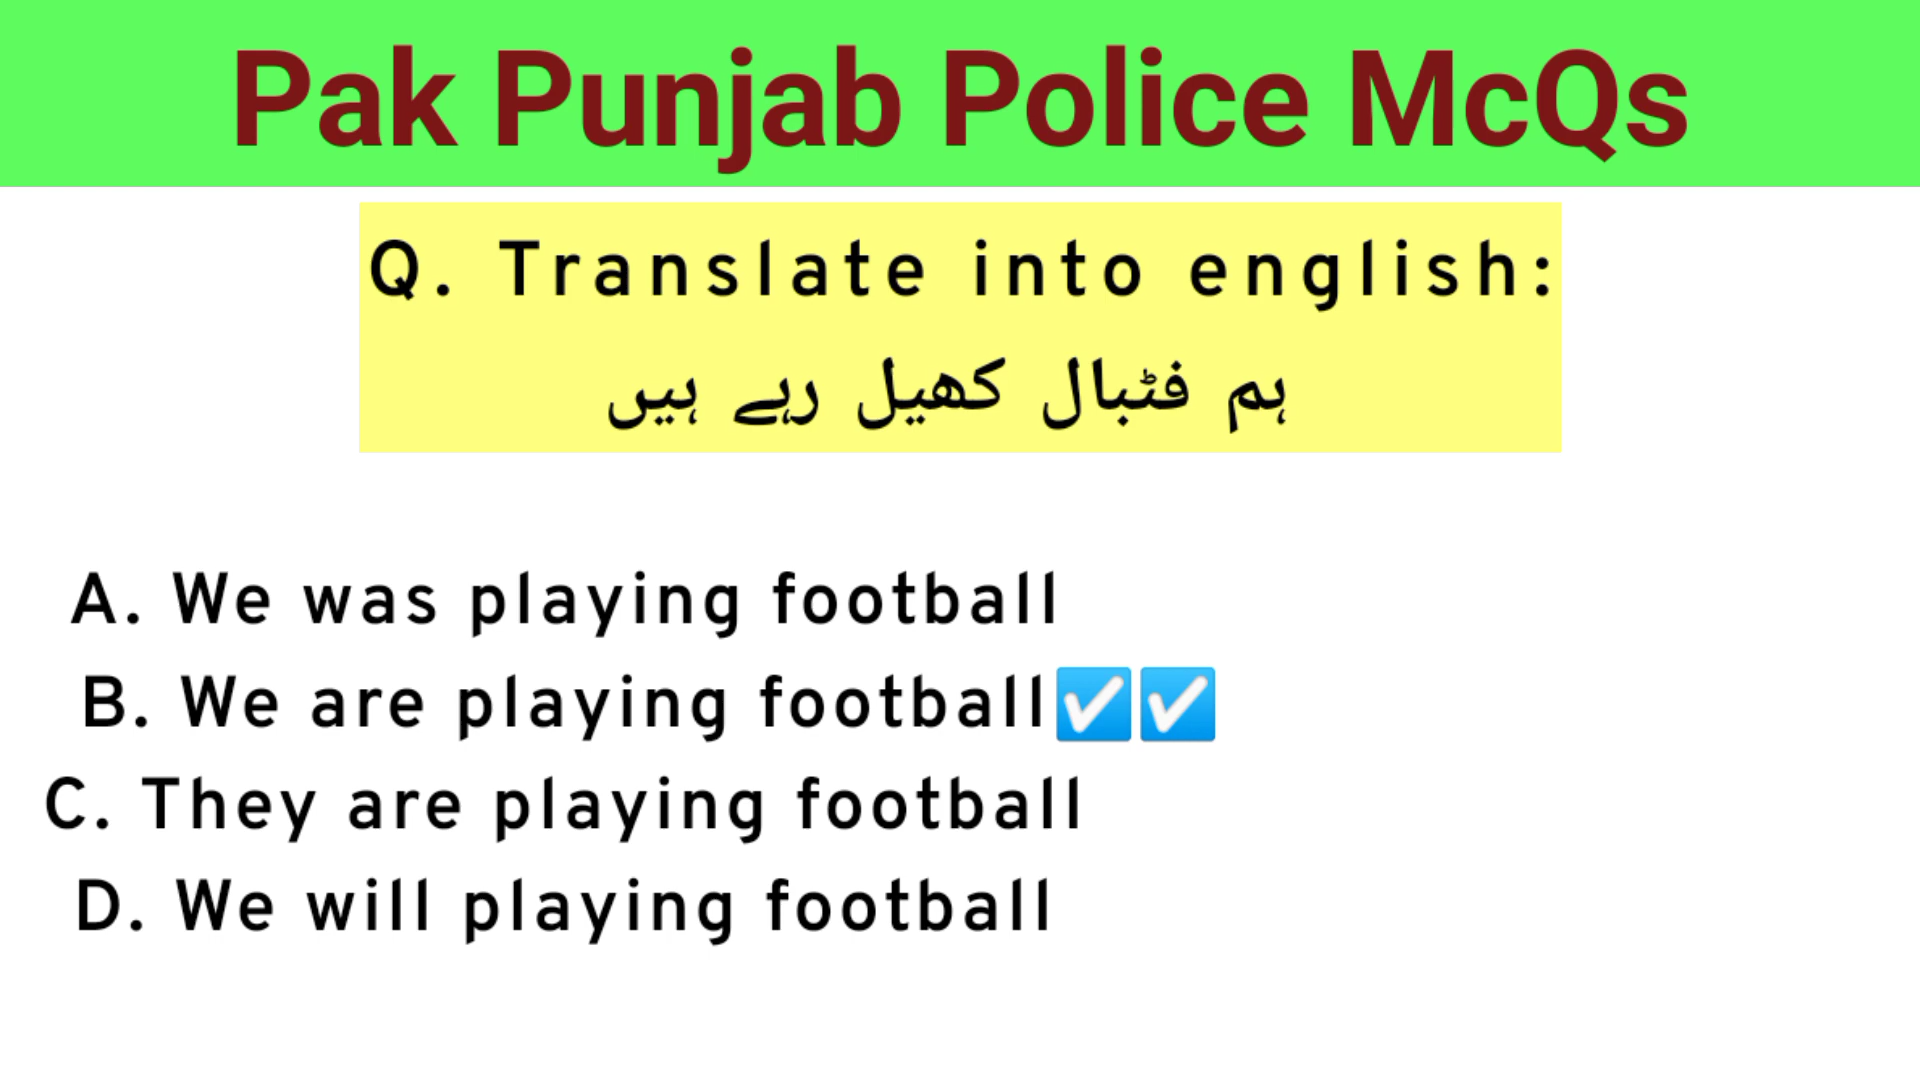 Pak Punjab Police McQs
Q. Translate into english:
ہم فٹبال کھیل رہے ہیں
A. We was playing football
B. We are playing football☑☑
C. They are playing football
D. We will playing football